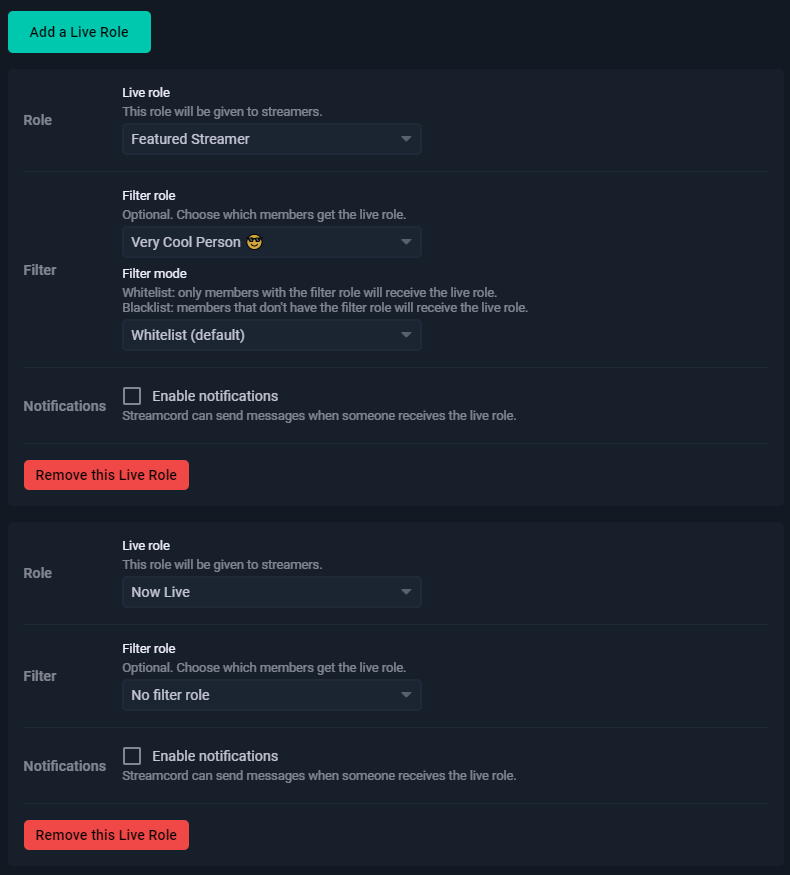 Add a Live Role
Role
Live role
This role will be given to streamers.
Featured Streamer
Filter
Filter role
Optional. Choose which members get the live role.
Very Cool Person 😎
Filter mode
Whitelist: only members with the filter role will receive the live role.
Blacklist: members that don't have the filter role will receive the live role.
Whitelist (default)
Notifications
Enable notifications
Streamcord can send messages when someone receives the live role.
Remove this Live Role
Role
Live role
This role will be given to streamers.
Now Live
Filter
Filter role
Optional. Choose which members get the live role.
No filter role
Notifications
Enable notifications
Streamcord can send messages when someone receives the live role.
Remove this Live Role